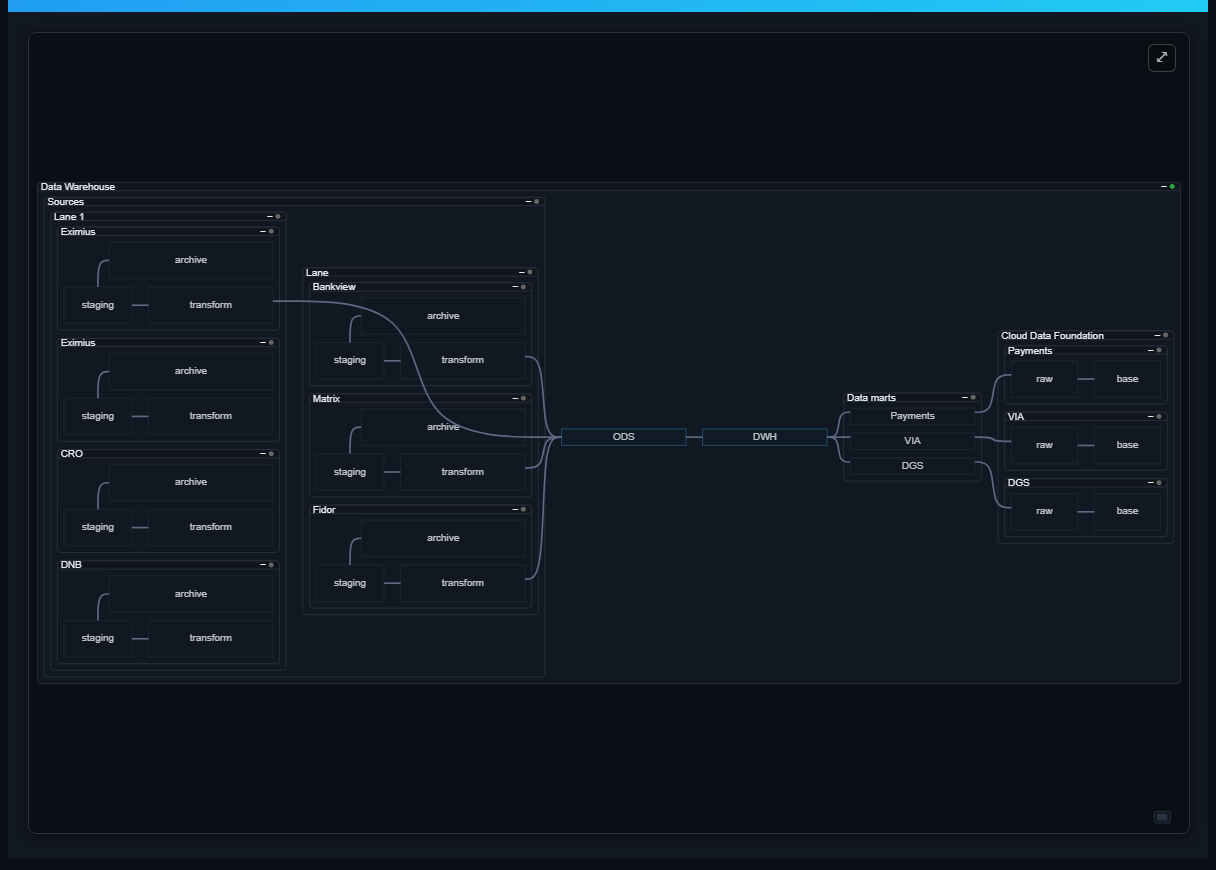 Data Warehouse
Sources
Lane 1
Eximius
archive
staging
transform
Eximius
archive
staging
transform
CRO
archive
staging
transform
DNB
archive
staging
transform
Lane
Bankview
archive
staging
transform
Matrix
archive
staging
transform
Fidor
archive
staging
transform
ODS
DWH
Data marts
Payments
VIA
DGS
Cloud Data Foundation
Payments
raw
base
VIA
raw
base
DGS
raw
base